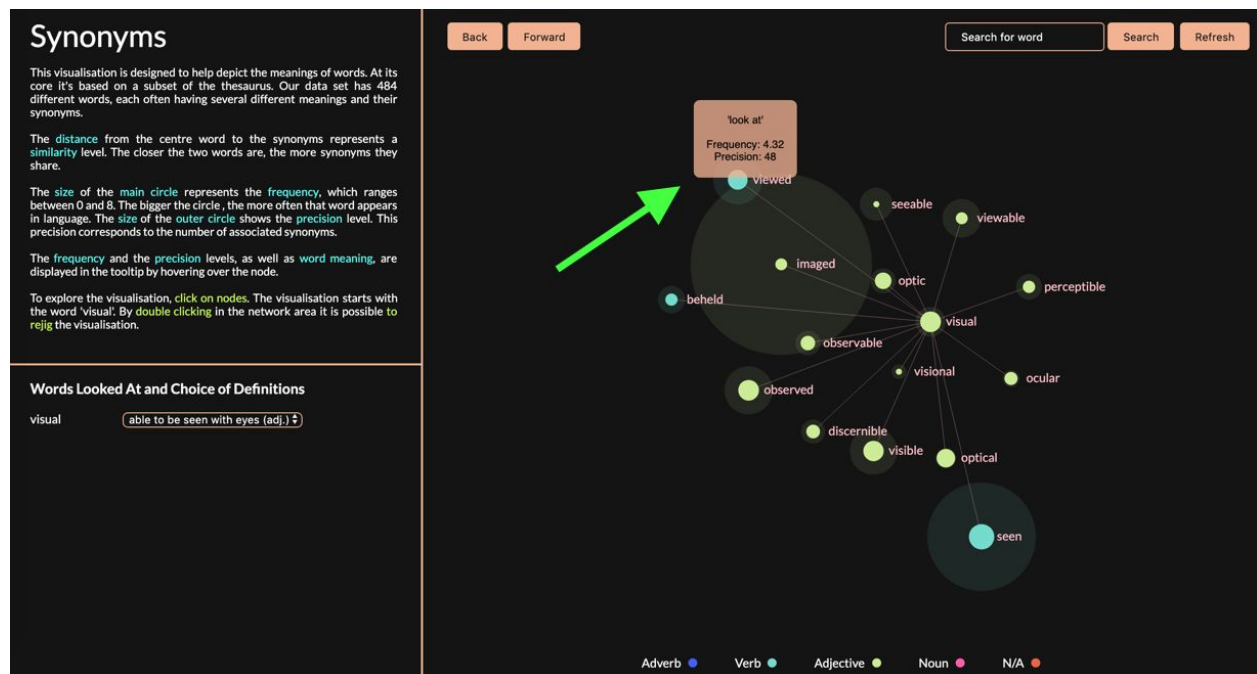 Synonyms
This visualisation is designed to help depict the meanings of words. At its
core it's based on a subset of the thesaurus. Our data set has 484
different words, each often having several different meanings and their
synonyms.
The distance from the centre word to the synonyms represents a
similarity level. The closer the two words are, the more synonyms they
share.
The size of the main circle represents the frequency, which ranges
between 0 and 8. The bigger the circle , the more often that word appears
in language. The size of the outer circle shows the precision level. This
precision corresponds to the number of associated synonyms.
The frequency and the precision levels, as well as word meaning, are
displayed in the tooltip by hovering over the node.
To explore the visualisation, click on nodes. The visualisation starts with
the word 'visual'. By double clicking in the network area it is possible to
rejig the visualisation.
Words Looked At and Choice of Definitions
visual able to be seen with eyes (adj.)
Back Forward Search for word Search Refresh
'look at'
Frequency: 4.32
Precision: 48
viewed
seeable
viewable
imaged
optic
perceptible
beheld
visual
observable
visional
ocular
observed
discernible
visible
optical
seen
Adverb Verb Adjective Noun N/A